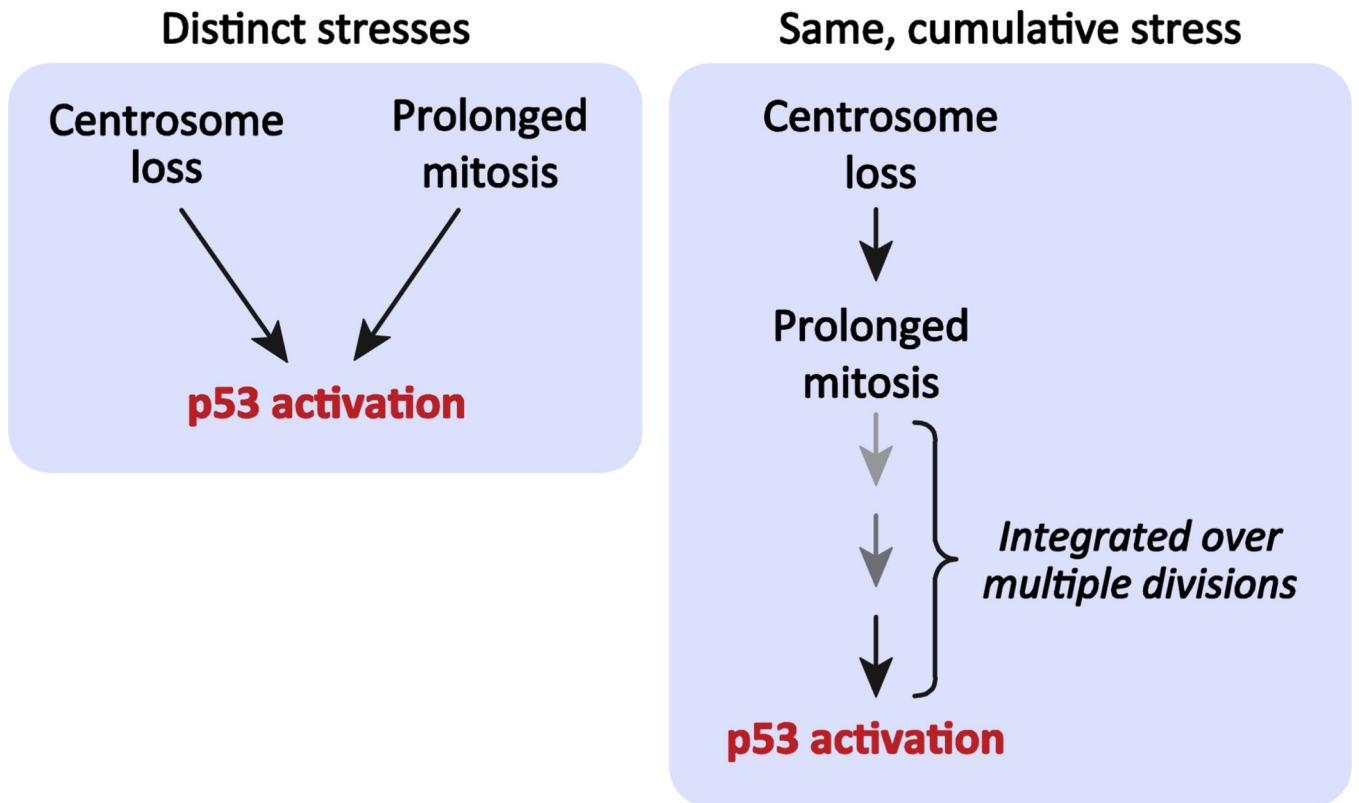 Distinct stresses
Centrosome
loss
Prolonged
mitosis
p53 activation
Same, cumulative stress
Centrosome
loss
Prolonged
mitosis
Integrated over
multiple divisions
p53 activation